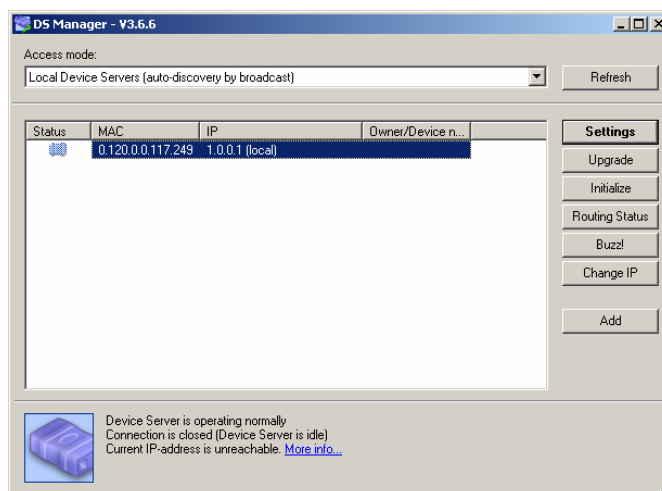 DS Manager - V3.6.6
Access mode:
Local Device Servers (auto-discovery by broadcast)
Refresh
Status MAC IP Owner/Device n...
0.120.0.0.117.249 1.0.0.1 (local)
Settings
Upgrade
Initialize
Routing Status
Buzz!
Change IP
Add
Device Server is operating normally
Connection is closed (Device Server is idle)
Current IP-address is unreachable. More info...